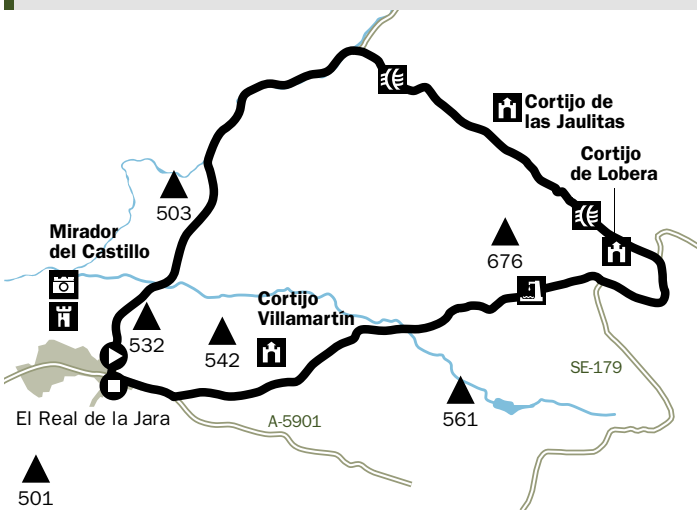 Cortijo de
las Jaulitas
Cortijo
de Lobera
503
Mirador
del Castillo
676
Cortijo
Villamartín
532
542
SE-179
561
El Real de la Jara
A-5901
501